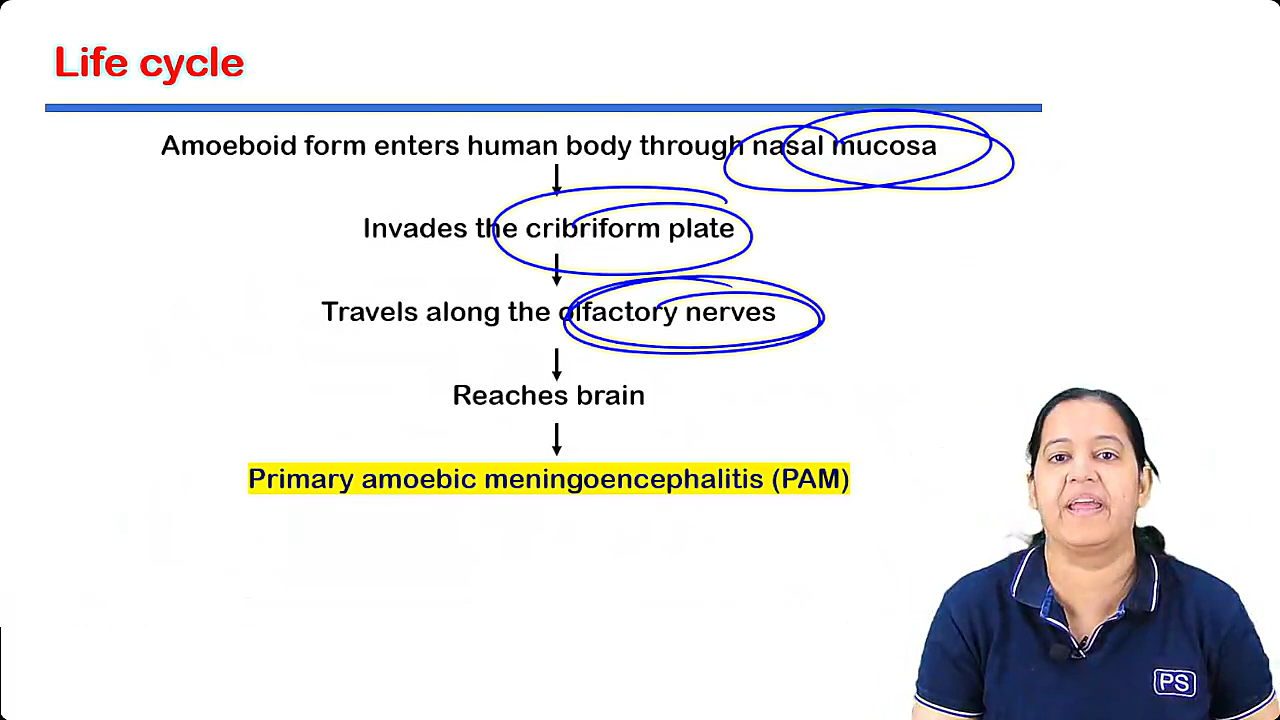 Life cycle
Amoeboid form enters human body through nasal mucosa
Invades the cribriform plate
Travels along the olfactory nerves
Reaches brain
Primary amoebic meningoencephalitis (PAM)
PS